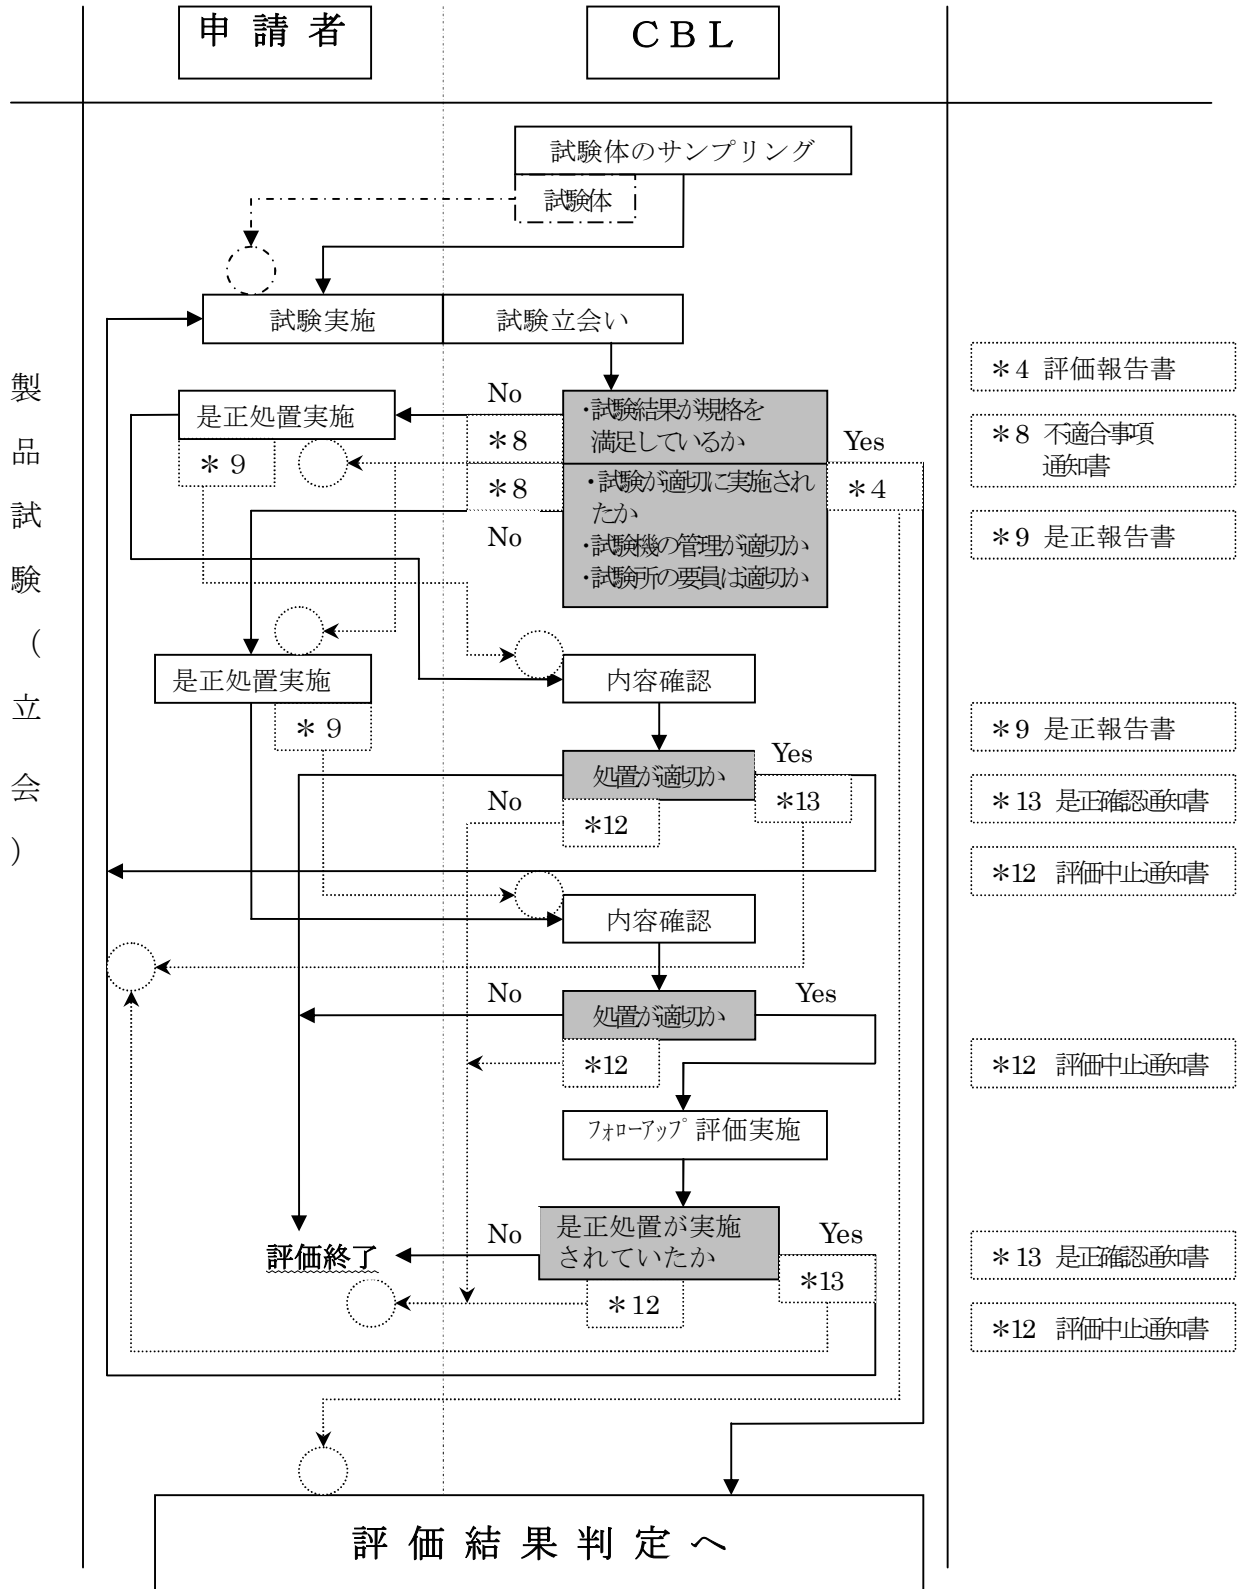 申請者
CBL
試験体のサンプリング
試験体
試験実施
試験立会い
製品試験（立会）
*4 評価報告書
No
是正処置実施
・試験結果が規格を
満足しているか
Yes
*8
*8 不適合事項
通知書
*9
*8
・試験が適切に実施され
たか
*4
No
・試験機の管理が適切か
*9 是正報告書
・試験所の要員は適切か
是正処置実施
内容確認
*9
*9 是正報告書
処置が適切か
Yes
No
*13
*13 是正確認通知書
*12
*12 評価中止通知書
内容確認
No
処置が適切か
Yes
*12
*12 評価中止通知書
フォローアップ 評価実施
是正処置が実施
されていたか
No
Yes
評価終了
*13
*13 是正確認通知書
*12
*12 評価中止通知書
評価結果判定へ